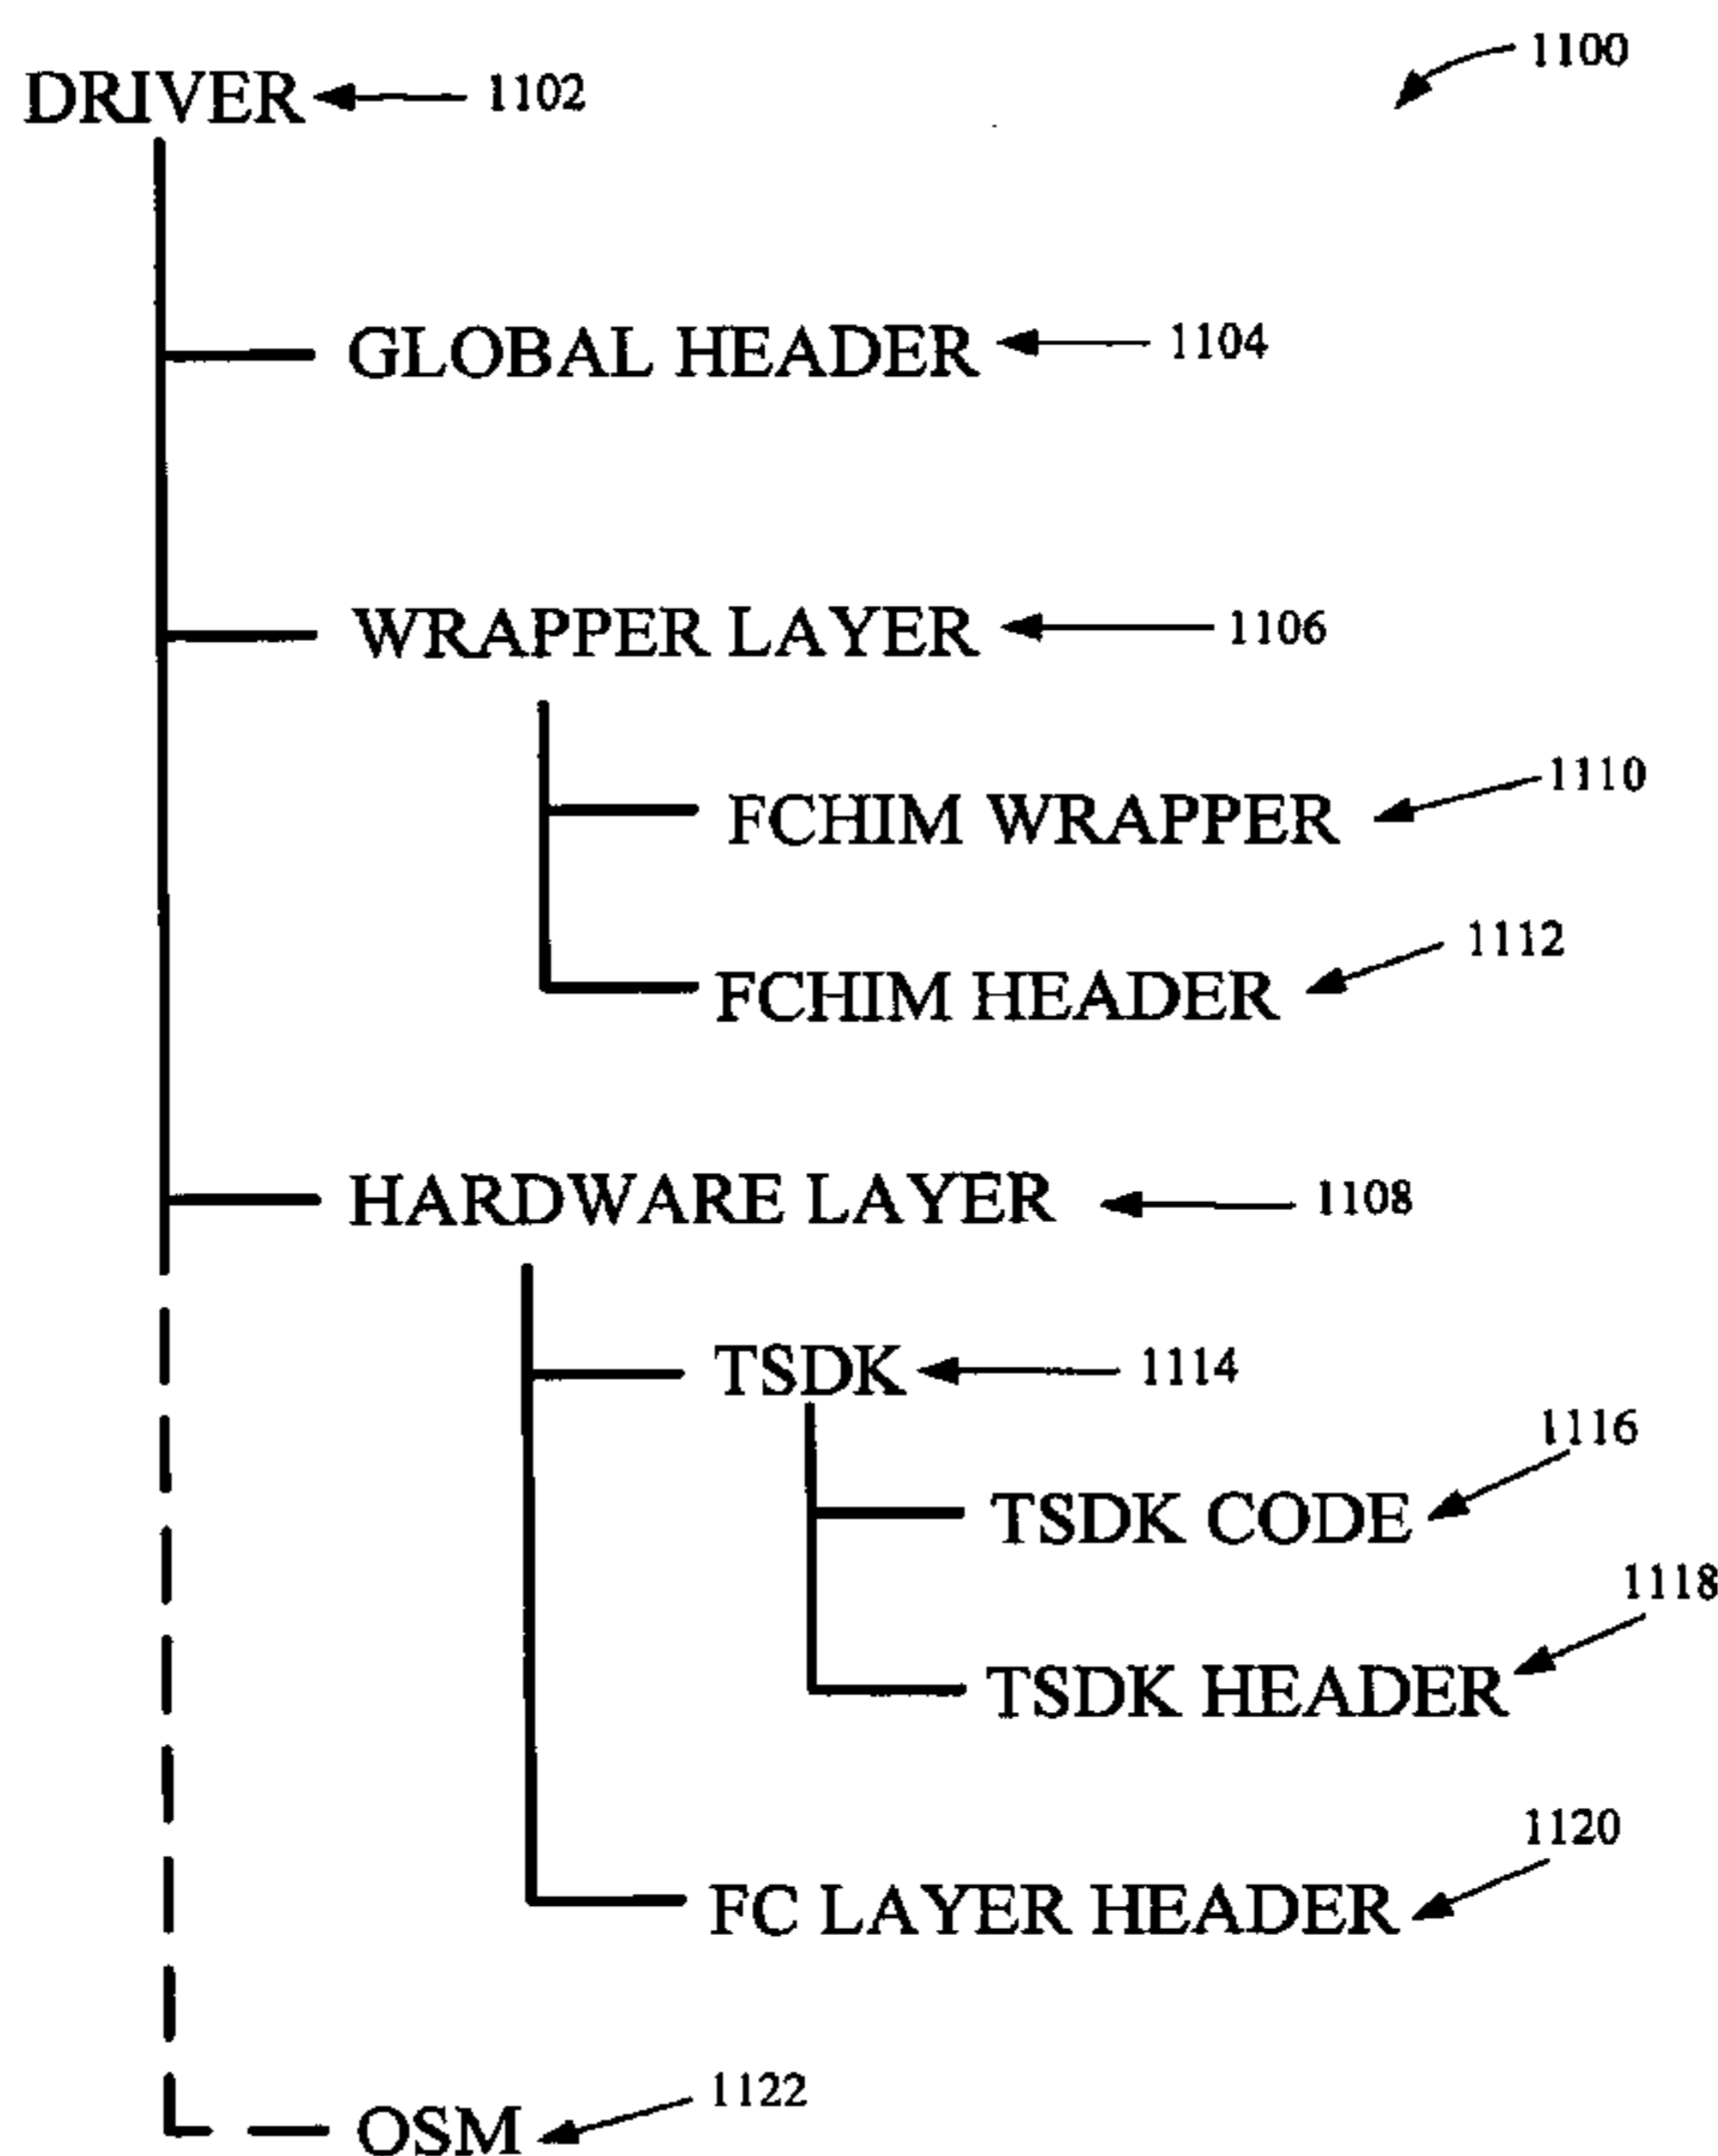 1100
DRIVER 1102
GLOBAL HEADER 1104
WRAPPER LAYER 1106
FCHIM WRAPPER 1110
FCHIM HEADER 1112
HARDWARE LAYER 1108
TSDK 1114
TSDK CODE 1116
TSDK HEADER 1118
FC LAYER HEADER 1120
OSM 1122